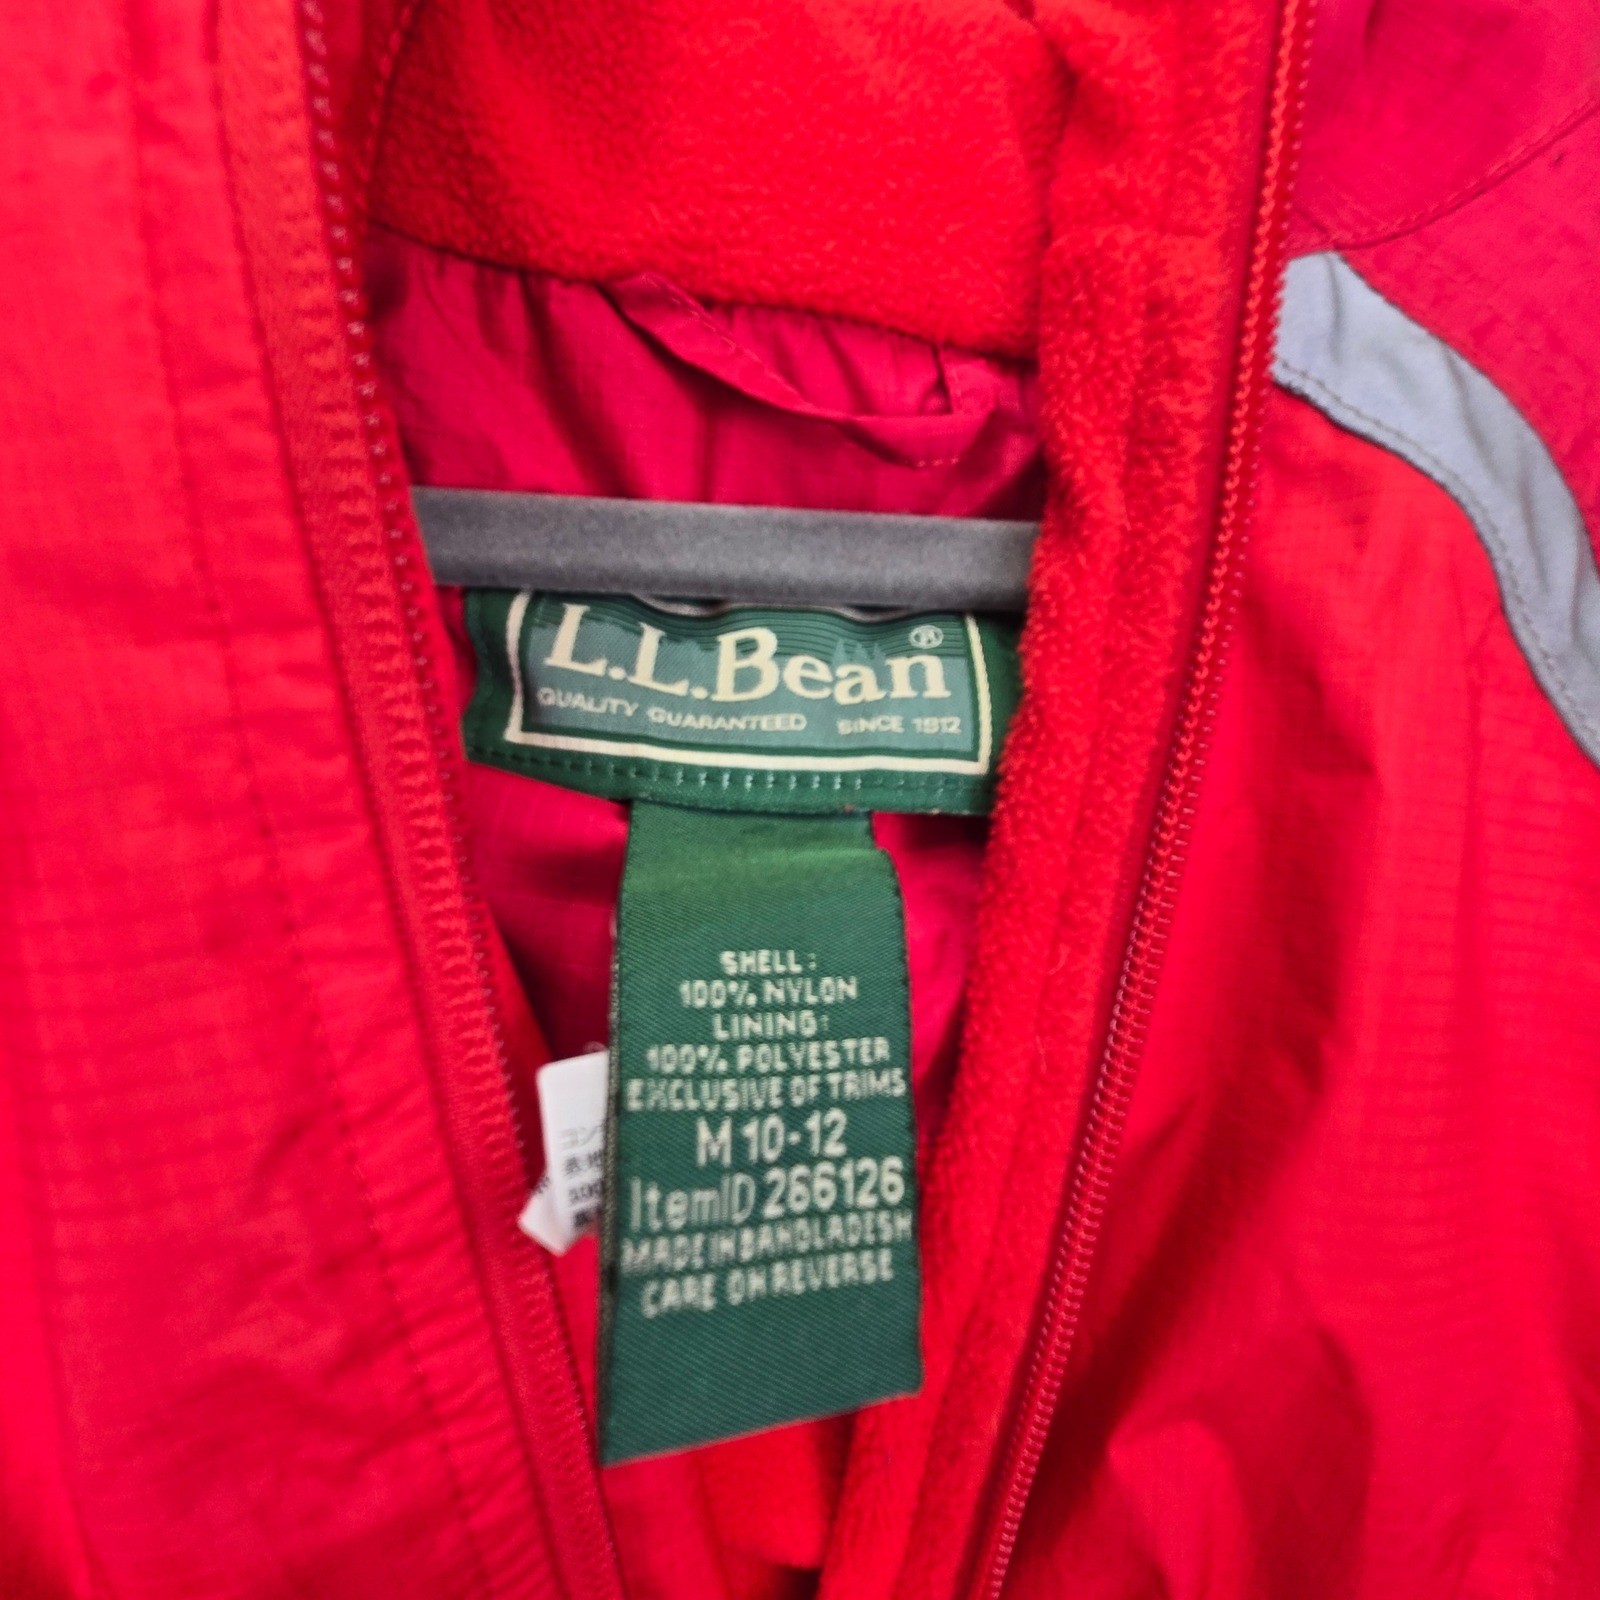 L.L.Bean®
QUALITY GUARANTEED SINCE 1912
SHELL:
100% NYLON
LINING:
100% POLYESTER
EXCLUSIVE OF TRIMS
M 10-12
ItemID 266126
MADE IN BANGLADESH
CARE ON REVERSE